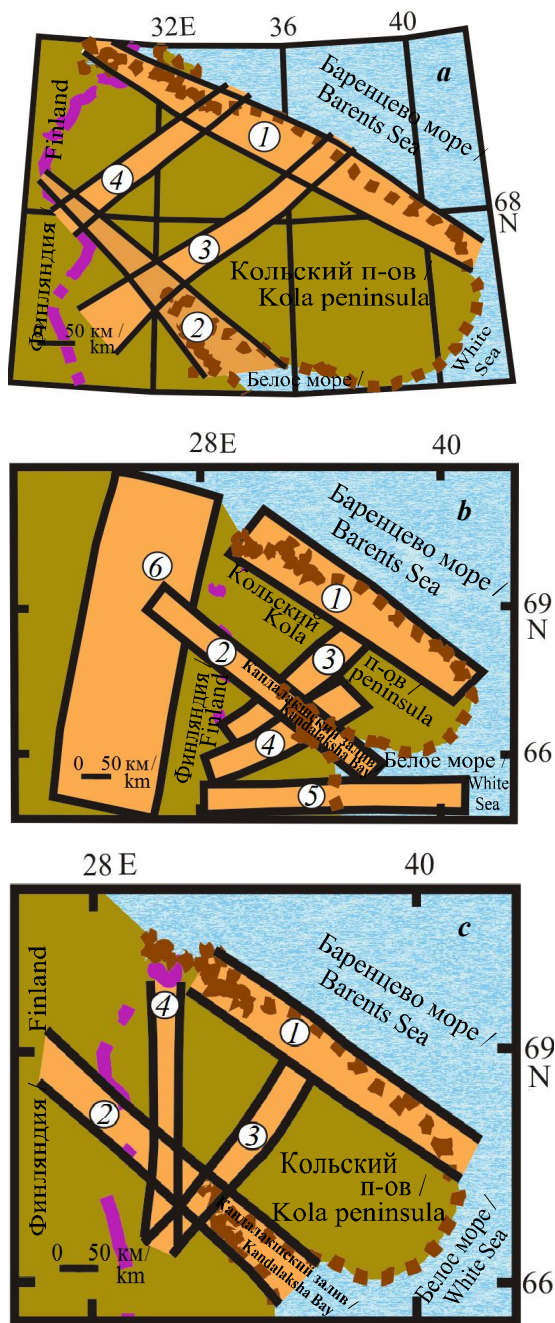 32E 36 40
a
Баренцево море /
Barents Sea
Финляндия / Finland
1
4
68
N
3
Кольский п-ов /
Kola peninsula
2
50 км /
km
Белое море /
White
Sea
28E 40
b
Баренцево море /
Barents Sea
6
1
69
N
Кольский
Kola
п-ов /
peninsula
2
3
Кандалакшский залив
Kandalaksha Bay
Финляндия /
Finland
4
66
0 50 км/
km
Белое море /
White
Sea
5
28 E 40
c
Баренцево море /
Barents Sea
Финляндия / Finland
4
1
69
N
2
3
Кольский
п-ов /
Kola peninsula
Кандалакинский залив /
Kandalaksha Bay
0 50 км /
km
Белое море /
White Sea
66